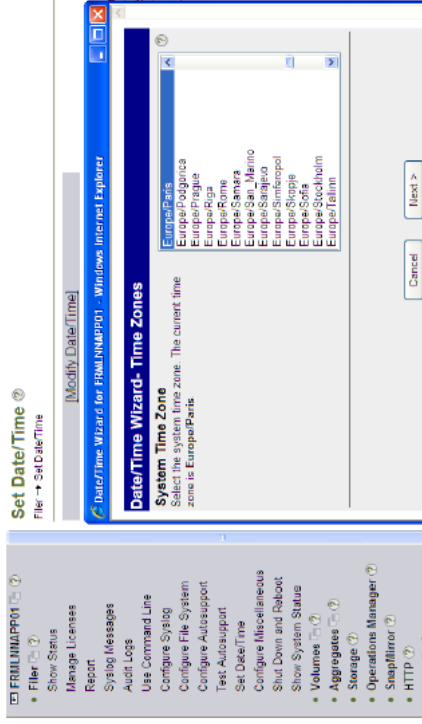 FRMLNNAPP01
Filer
Show Status
Manage Licenses
Report
Syslog Messages
Audit Logs
Use Command Line
Configure Syslog
Configure File System
Configure Autosupport
Test Autosupport
Set Date/Time
Configure Miscellaneous
Shut Down and Reboot
Show System Status
Volumes
Aggregates
Storage
Operations Manager
SnapMirror
HTTP
Set Date/Time
Filer → Set Date/Time
[Modify Date/Time]
Date/Time Wizard for FRMLNNAPP01 - Windows Internet Explorer
Date/Time Wizard- Time Zones
System Time Zone
Select the system time zone. The current time
zone is Europe/Paris.
Europe/Paris
Europe/Podgorica
Europe/Prague
Europe/Riga
Europe/Rome
Europe/Samara
Europe/San_Marino
Europe/Sarajevo
Europe/Simferopol
Europe/Skopje
Europe/Sofia
Europe/Stockholm
Europe/Tallinn
Cancel
Next >